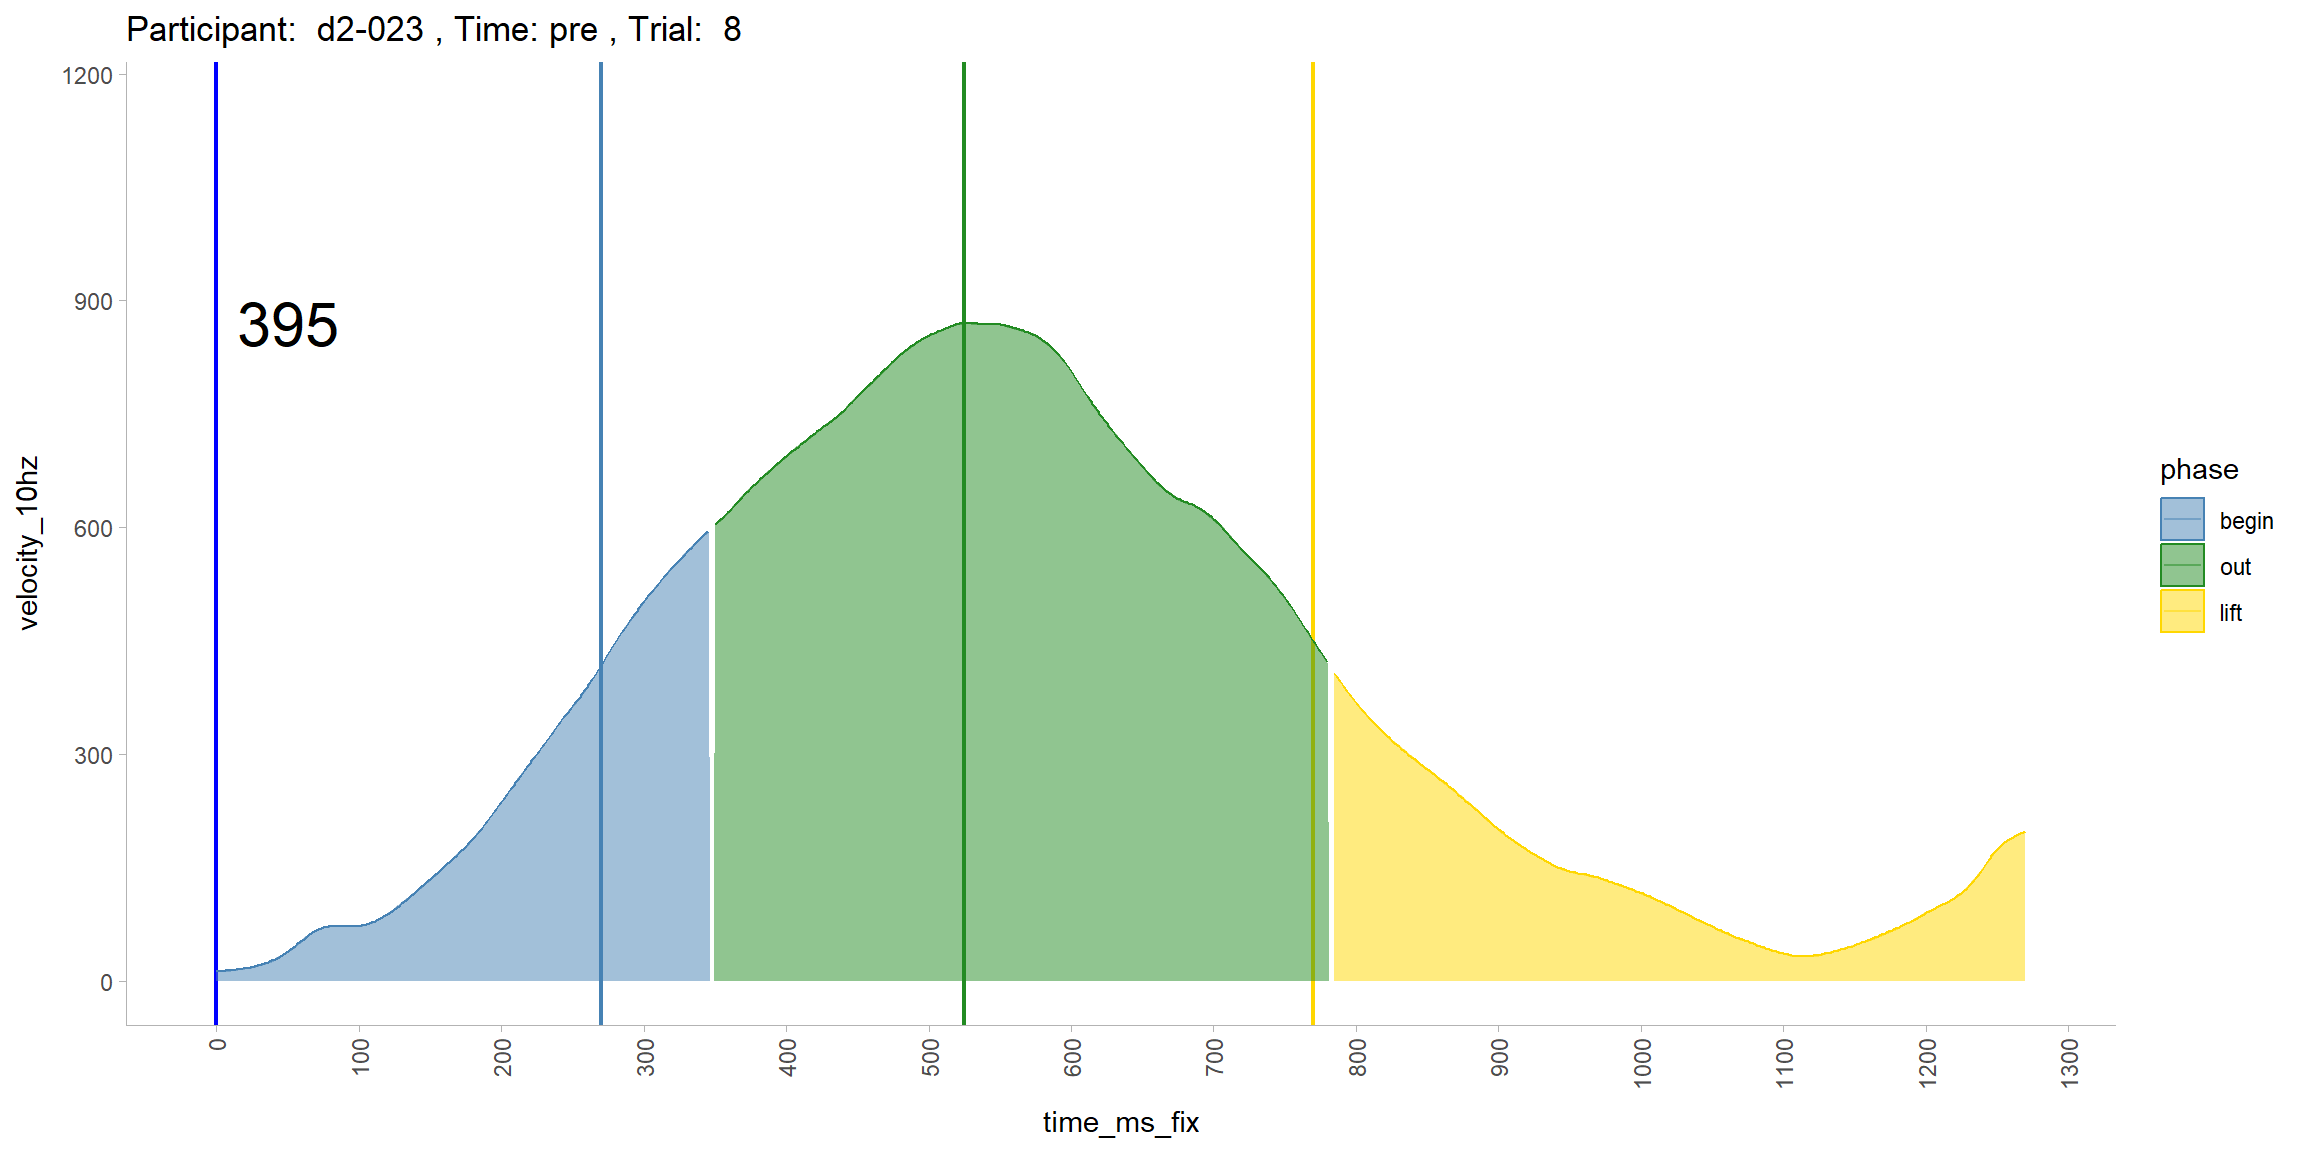 Participant:  d2-023 , Time: pre , Trial:  8
1200
900
600
300
0
velocity_10hz
395
0
100
200
300
400
500
600
700
800
900
1000
1100
1200
1300
time_ms_fix
phase
begin
out
lift